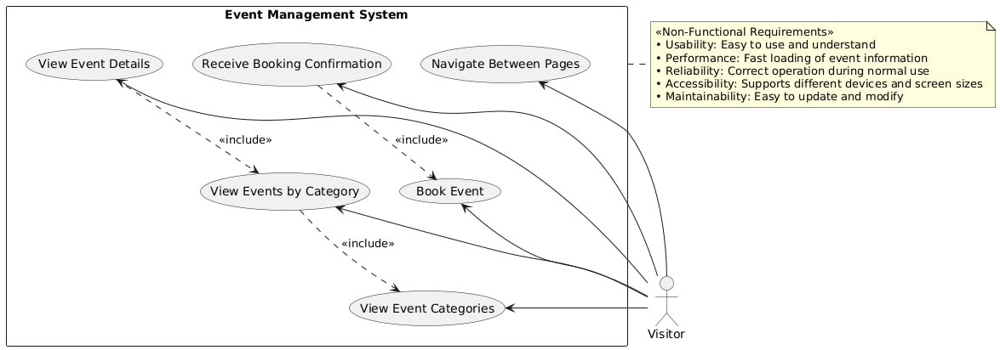 Event Management System
«Non-Functional Requirements»
• Usability: Easy to use and understand
• Performance: Fast loading of event information
• Reliability: Correct operation during normal use
• Accessibility: Supports different devices and screen sizes
• Maintainability: Easy to update and modify
View Event Details
Receive Booking Confirmation
Navigate Between Pages
«include»
«include»
View Events by Category
Book Event
«include»
View Event Categories
Visitor